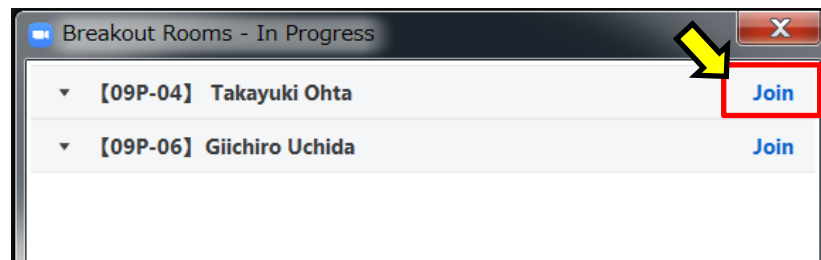 Breakout Rooms - In Progress
【09P-04】 Takayuki Ohta Join
【09P-06】 Giichiro Uchida Join